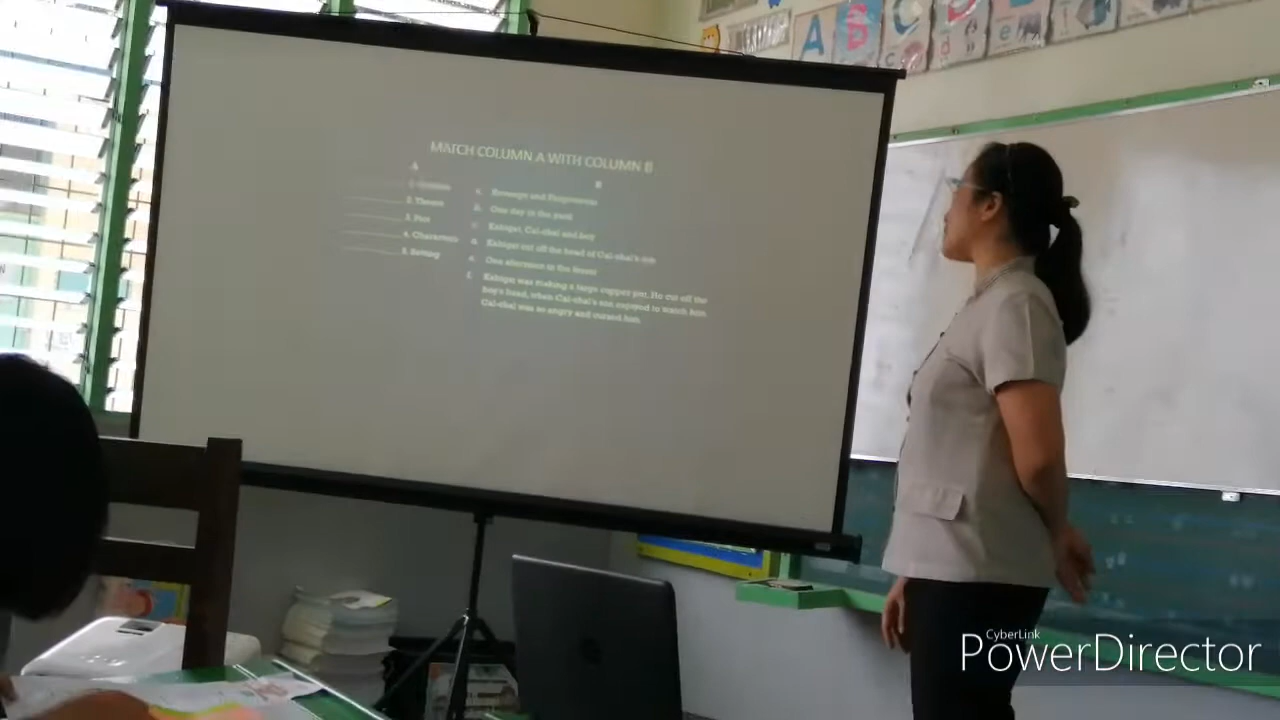 A B C d e
MATCH COLUMN A WITH COLUMN B
A
B
2. Theme
3. Plot
4. Characters
5. Setting
a. Revenge and Forgiveness
b. One day in the past
c. Kabigat, Cal-chal and boy
cut off the head of Cal-chal's son
e. One afternoon in the forest
f. was making a large copper pot. He cut off the
boy's head, when Cal-chal's son enjoyed to watch him.
Cal-chal was so angry and cursed him.
CyberLink
PowerDirector